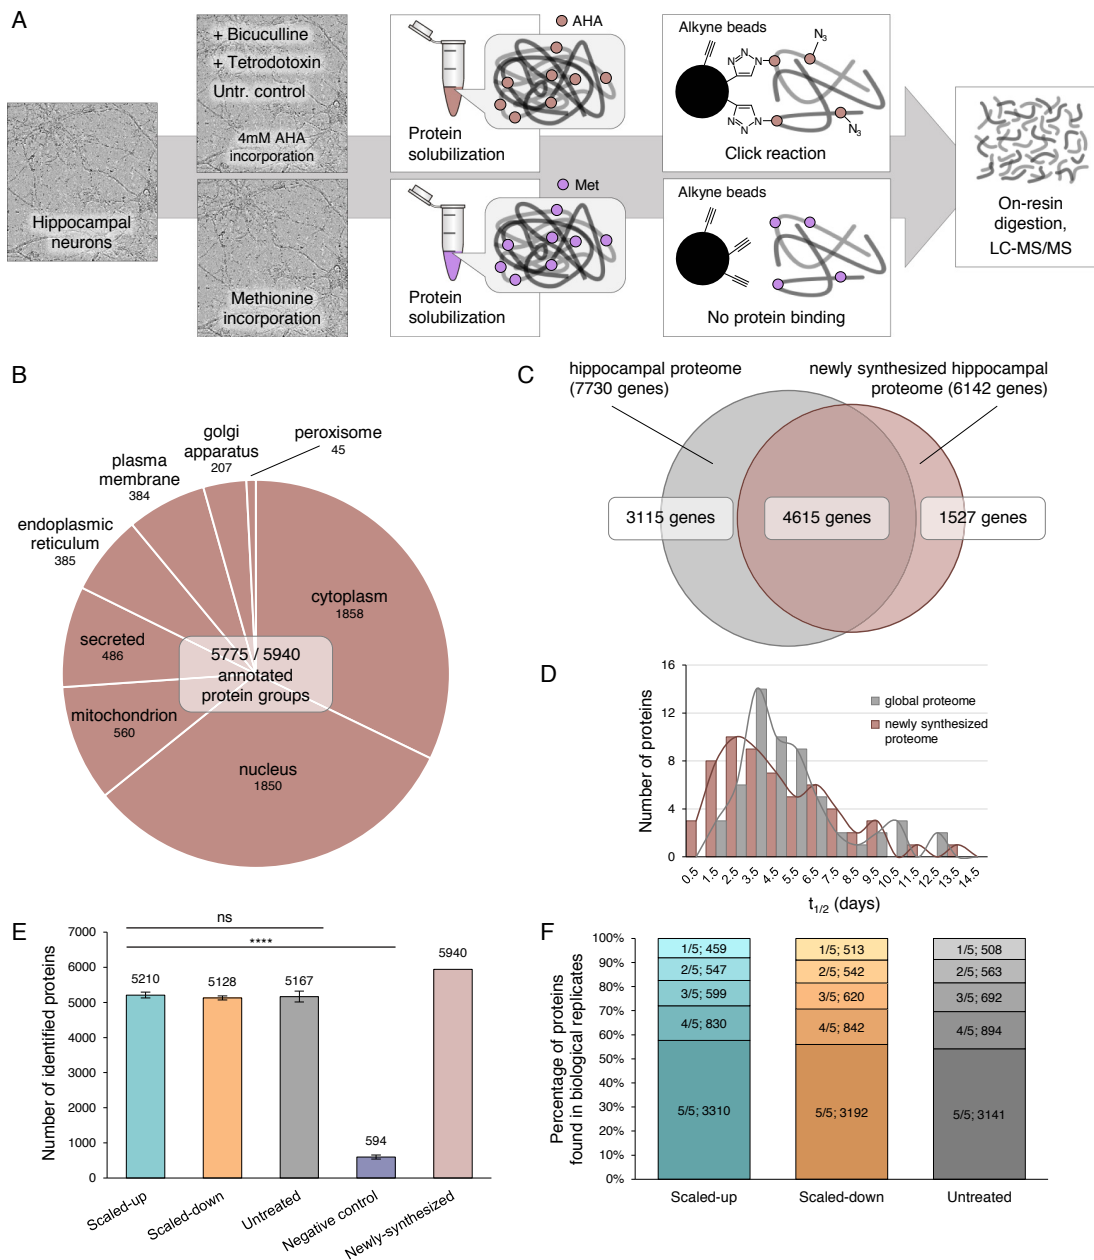 A
+ Bicuculline
+ Tetrodotoxin
Untr. control
4mM AHA
incorporation
Hippocampal
neurons
Methionine
incorporation
AHA
Protein
solubilization
Met
Protein
solubilization
Alkyne beads
N
N
N
N
N
N
N3
N3
Click reaction
Alkyne beads
No protein binding
On-resin
digestion,
LC-MS/MS
B
peroxisome
45
golgi
apparatus
207
plasma
membrane
384
endoplasmic
reticulum
385
secreted
486
mitochondrion
560
nucleus
1850
cytoplasm
1858
5775 / 5940
annotated
protein groups
C
hippocampal proteome
(7730 genes)
newly synthesized hippocampal
proteome (6142 genes)
3115 genes
4615 genes
1527 genes
D
Number of proteins
16
12
8
4
0
global proteome
newly synthesized
proteome
0.5
1.5
2.5
3.5
4.5
5.5
6.5
7.5
8.5
9.5
10.5
11.5
12.5
13.5
14.5
t1/2 (days)
E
Number of identified proteins
7000
6000
5000
4000
3000
2000
1000
0
ns
****
5210
5128
5167
594
5940
Scaled-up
Scaled-down
Untreated
Negative control
Newly-synthesized
F
Percentage of proteins
found in biological replicates
100%
90%
80%
70%
60%
50%
40%
30%
20%
10%
0%
1/5; 459
2/5; 547
3/5; 599
4/5; 830
5/5; 3310
1/5; 513
2/5; 542
3/5; 620
4/5; 842
5/5; 3192
1/5; 508
2/5; 563
3/5; 692
4/5; 894
5/5; 3141
Scaled-up
Scaled-down
Untreated